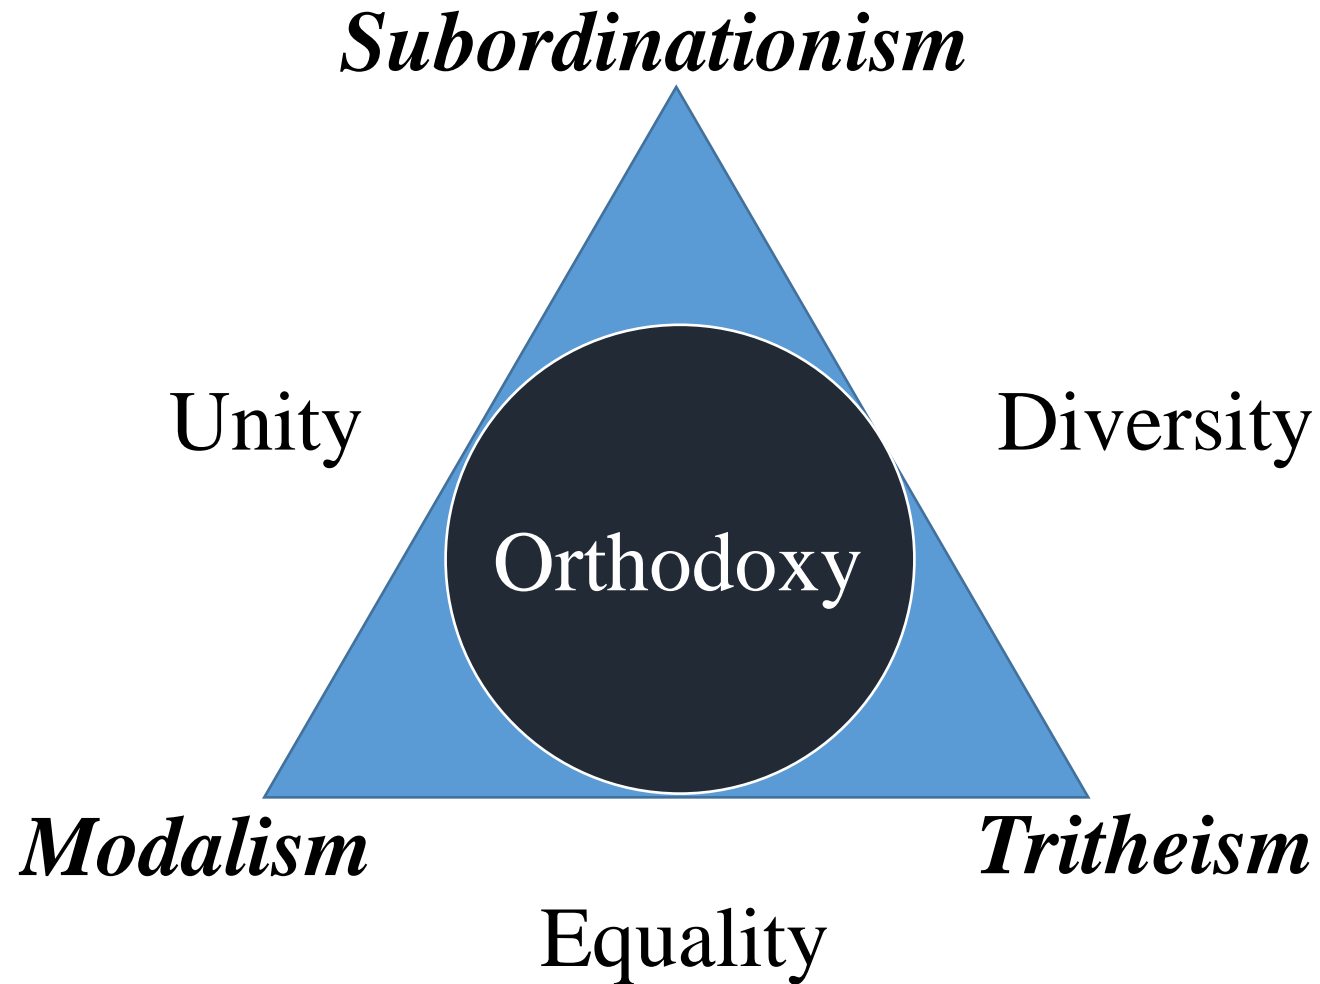 Subordinationism
Unity
Diversity
Orthodoxy
Modalism
Tritheism
Equality